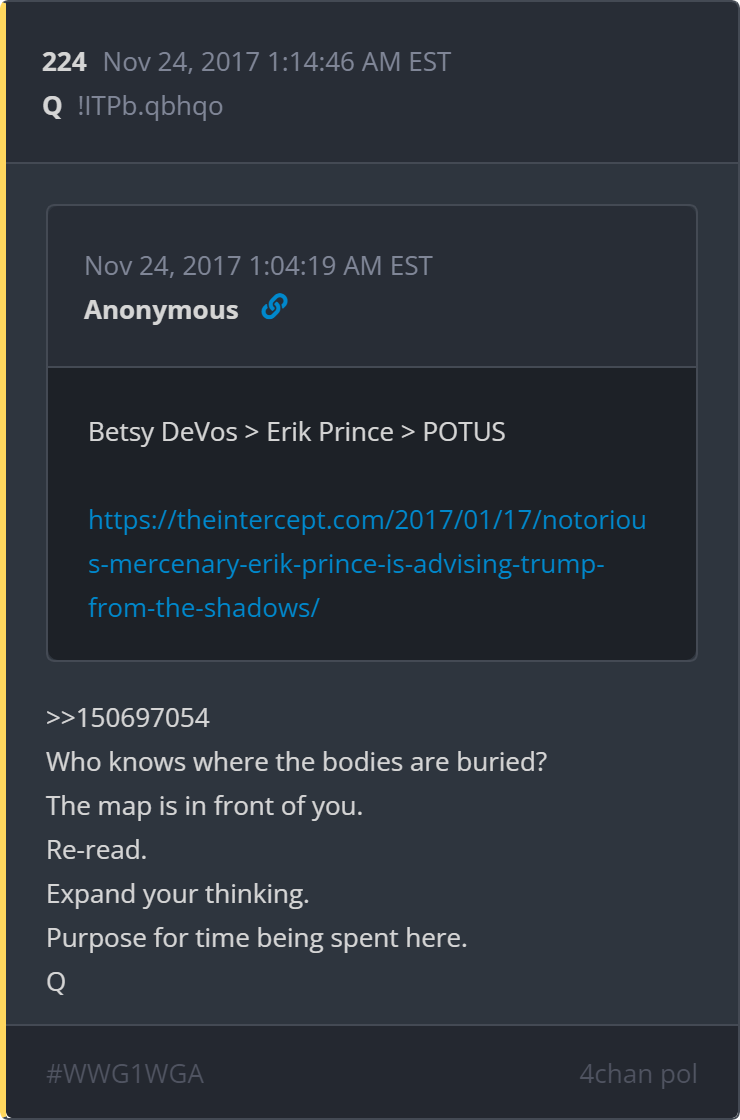 224 Nov 24, 2017 1:14:46 AM EST
Q !ITPb.qbhqo
Nov 24, 2017 1:04:19 AM EST
Anonymous
Betsy DeVos > Erik Prince > POTUS
https://theintercept.com/2017/01/17/notoriou
s-mercenary-erik-prince-is-advising-trump-
from-the-shadows/
>>150697054
Who knows where the bodies are buried?
The map is in front of you.
Re-read.
Expand your thinking.
Purpose for time being spent here.
Q
#WWG1WGA 4chan pol